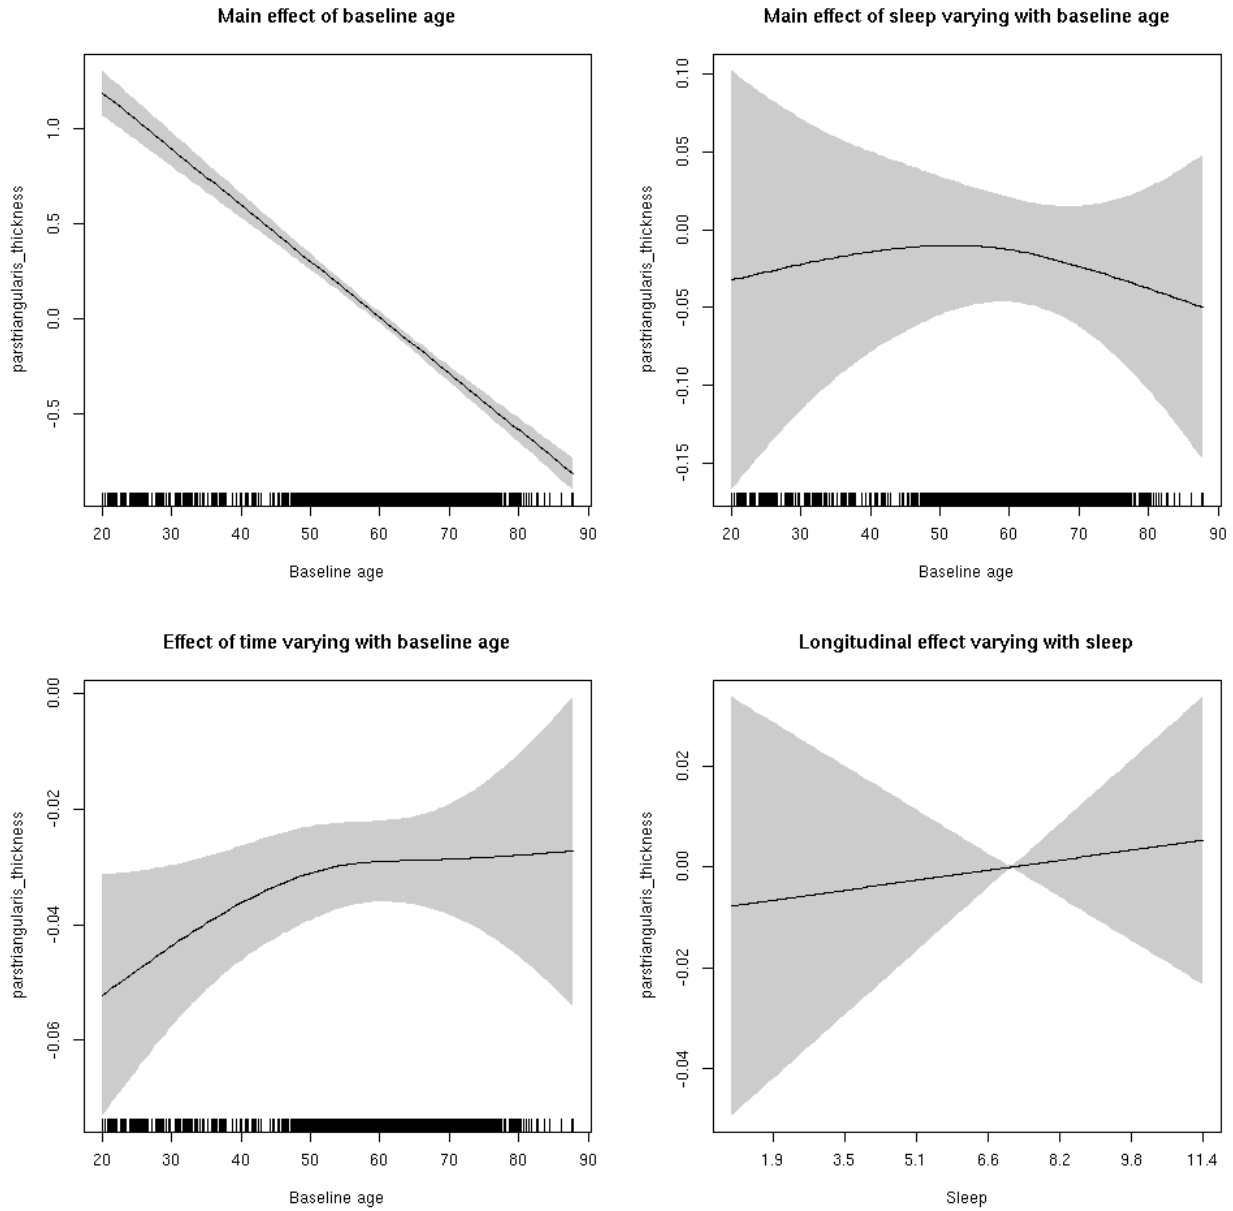 Main effect of baseline age
parstriangularis_thickness
1.0
0.5
0.0
-0.5
20 30 40 50 60 70 80 90
Baseline age
Main effect of sleep varying with baseline age
parstriangularis_thickness
0.10
0.05
0.00
-0.05
-0.10
-0.15
20 30 40 50 60 70 80 90
Baseline age
Effect of time varying with baseline age
parstriangularis_thickness
0.00
-0.02
-0.04
-0.06
20 30 40 50 60 70 80 90
Baseline age
Longitudinal effect varying with sleep
parstriangularis_thickness
0.02
0.00
-0.02
-0.04
1.9 3.5 5.1 6.6 8.2 9.8 11.4
Sleep